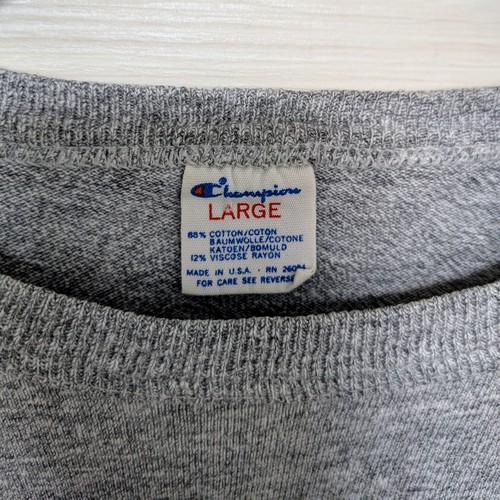 Champion
LARGE
88% COTTON/COTON
BAUMWOLLE/COTONE
KATOEN/BOMULD
12% VISCOSE RAYON
MADE IN U.S.A. · RN
FOR CARE SEE REVERSE